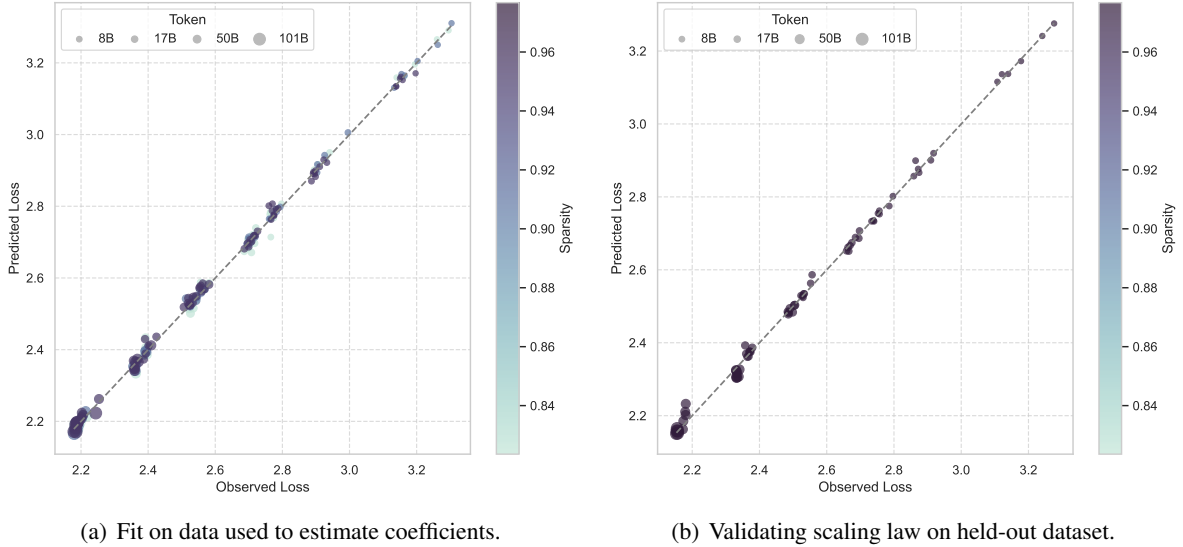 Token
8B 17B 50B 101B
3.2
3.0
2.8
2.6
2.4
2.2
Predicted Loss
2.2 2.4 2.6 2.8 3.0 3.2
Observed Loss
0.96
0.94
0.92
0.90
0.88
0.86
0.84
Sparsity
(a) Fit on data used to estimate coefficients.
Token
8B 17B 50B 101B
3.2
3.0
2.8
2.6
2.4
2.2
Predicted Loss
2.2 2.4 2.6 2.8 3.0 3.2
Observed Loss
0.96
0.94
0.92
0.90
0.88
0.86
0.84
Sparsity
(b) Validating scaling law on held-out dataset.